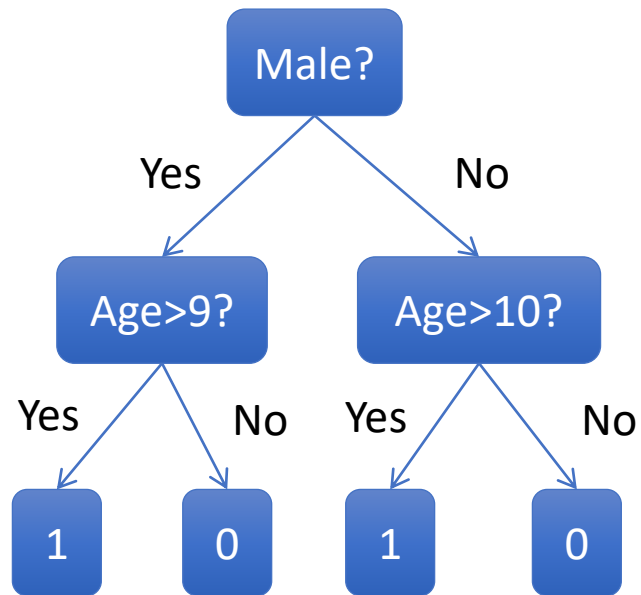 Male?
Yes
No
Age>9?
Age>10?
Yes
No
Yes
No
1
0
1
0